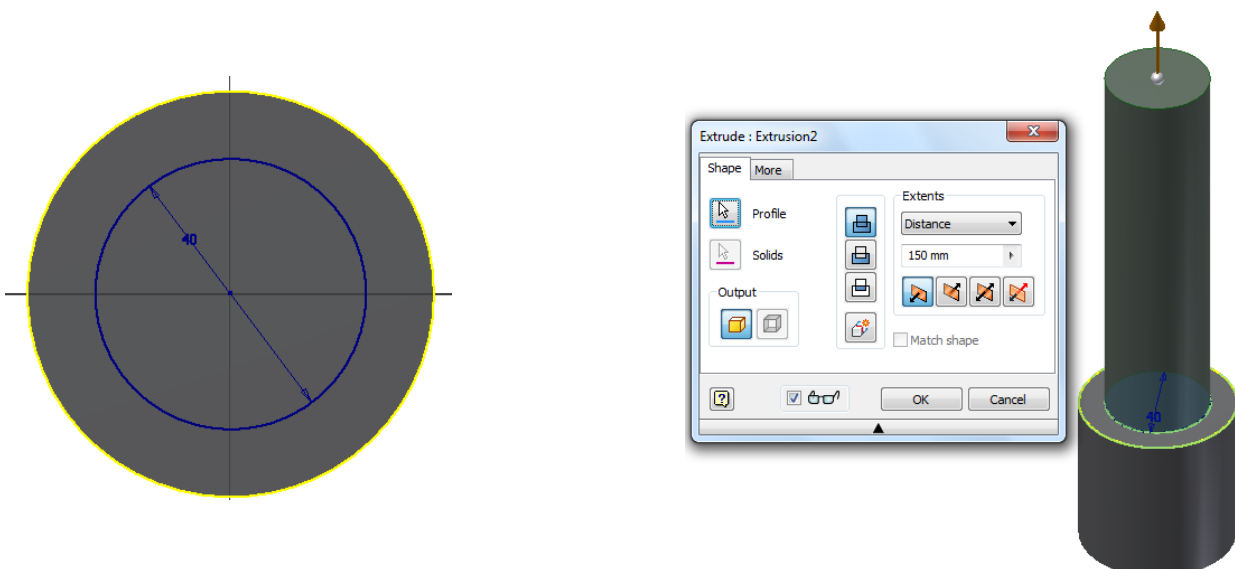 40
Extrude : Extrusion2
Shape
More
Profile
Solids
Output
Extents
Distance
150 mm
Match shape
?
OK
Cancel
40